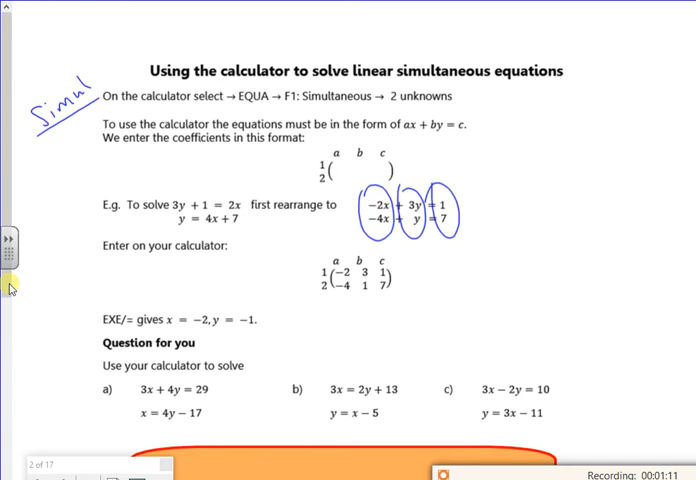 Using the calculator to solve linear simultaneous equations
Simul
On the calculator select → EQUA → F1: Simultaneous → 2 unknowns
To use the calculator the equations must be in the form of ax + by = c.
We enter the coefficients in this format:
a b c
1
2 ( )
E.g. To solve 3y + 1 = 2x first rearrange to −2x + 3y = 1
y = 4x + 7 −4x + y = 7
Enter on your calculator:
a b c
1 (−2 3 1
2 −4 1 7)
EXE/= gives x = −2, y = −1.
Question for you
Use your calculator to solve
a) 3x + 4y = 29 b) 3x = 2y + 13 c) 3x − 2y = 10
x = 4y − 17 y = x − 5 y = 3x − 11
2 of 17
Recording: 00:01:11